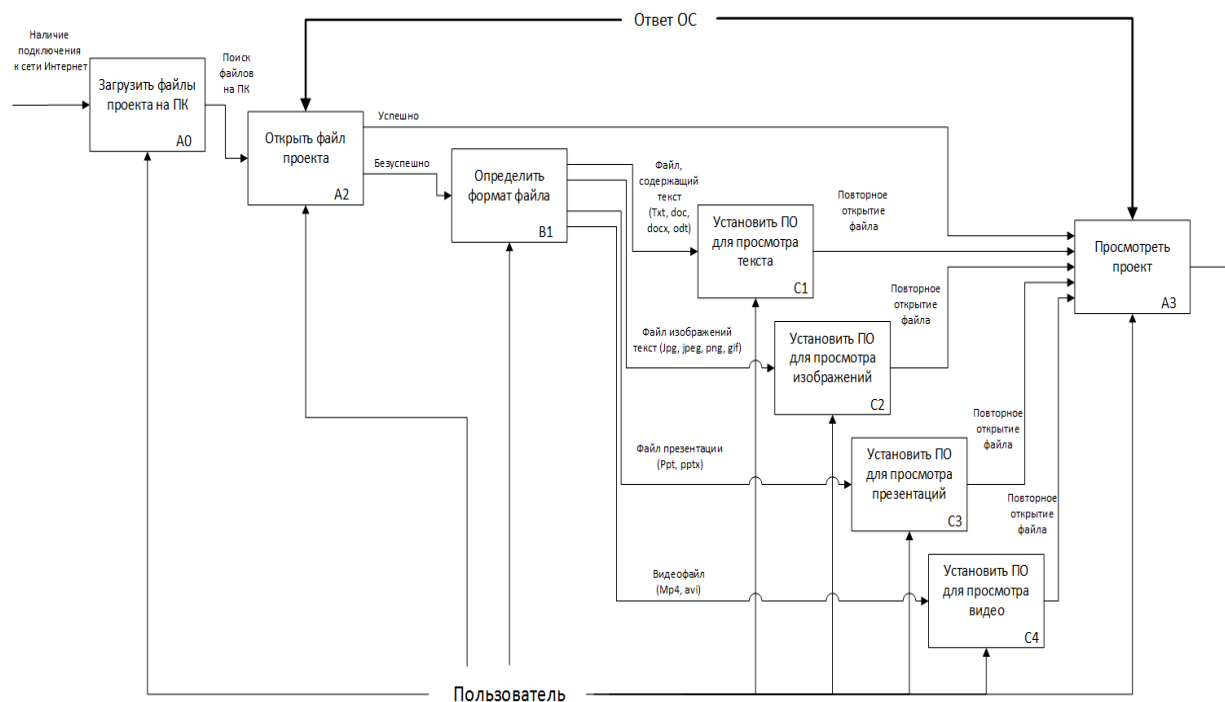 Ответ ОС
Наличие
подключения
к сети Интернет
Загрузить файлы
проекта на ПК
A0
Поиск
файлов
на ПК
Открыть файл
проекта
A2
Успешно
Безуспешно
Определить
формат файла
B1
Файл,
содержащий
текст
(Txt, doc,
docx, odt)
Установить ПО
для просмотра
текста
C1
Повторное
открытие
файла
Просмотреть
проект
A3
Файл изображений
текст (Jpg, jpeg, png, gif)
Установить ПО
для просмотра
изображений
C2
Повторное
открытие
файла
Файл презентации
(Ppt, pptx)
Установить ПО
для просмотра
презентаций
C3
Повторное
открытие
файла
Видеофайл
(Mp4, avi)
Установить ПО
для просмотра
видео
C4
Повторное
открытие
файла
Пользователь